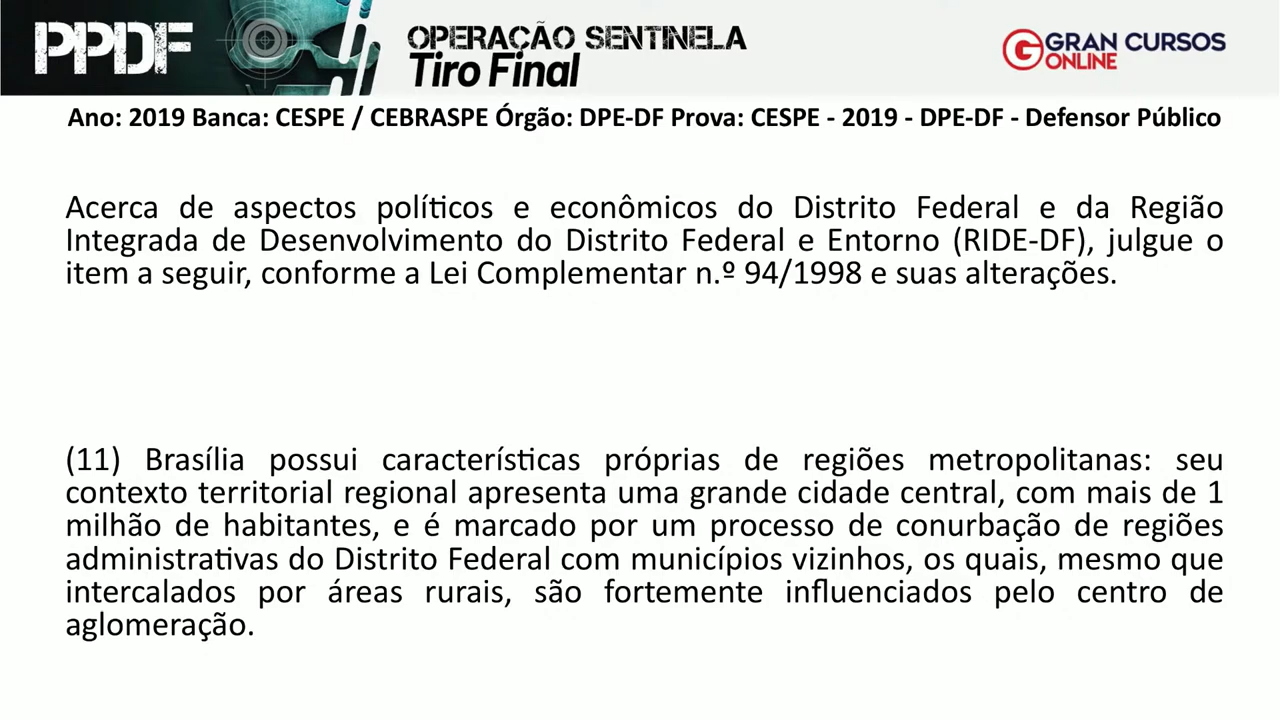 PPDF
OPERAÇÃO SENTINELA
Tiro Final
GRAN CURSOS
ONLINE
Ano: 2019 Banca: CESPE / CEBRASPE Órgão: DPE-DF Prova: CESPE - 2019 - DPE-DF - Defensor Público
Acerca de aspectos políticos e econômicos do Distrito Federal e da Região
Integrada de Desenvolvimento do Distrito Federal e Entorno (RIDE-DF), julgue o
item a seguir, conforme a Lei Complementar n.º 94/1998 e suas alterações.
(11) Brasília possui características próprias de regiões metropolitanas: seu
contexto territorial regional apresenta uma grande cidade central, com mais de 1
milhão de habitantes, e é marcado por um processo de conurbação de regiões
administrativas do Distrito Federal com municípios vizinhos, os quais, mesmo que
intercalados por áreas rurais, são fortemente influenciados pelo centro de
aglomeração.